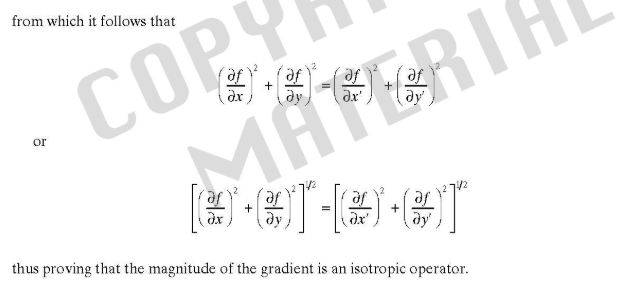 from which it follows that
COPYRIGHT MATERIAL
(∂f/∂x)² + (∂f/∂y)² = (∂f/∂x′)² + (∂f/∂y′)²
or
[(∂f/∂x)² + (∂f/∂y)²]^1/2 = [(∂f/∂x′)² + (∂f/∂y′)²]^1/2
thus proving that the magnitude of the gradient is an isotropic operator.